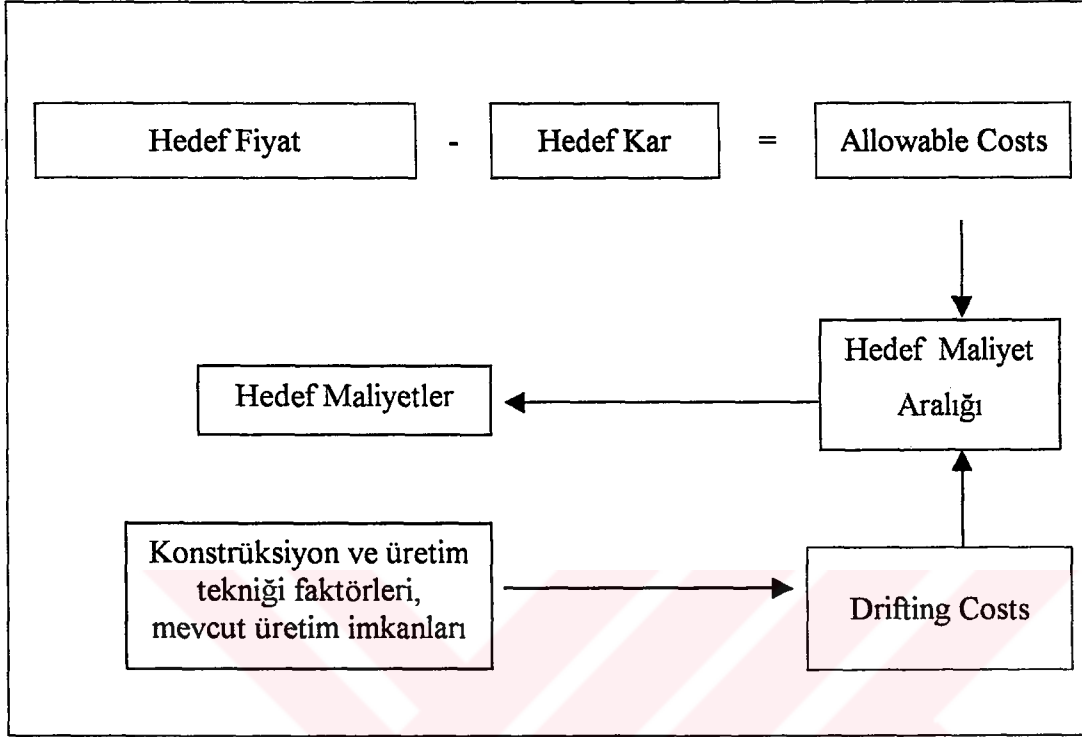 Hedef Fiyat - Hedef Kar = Allowable Costs
Hedef Maliyet
Aralığı
Hedef Maliyetler
Konstrüksiyon ve üretim
tekniği faktörleri,
mevcut üretim imkanları
Drifting Costs